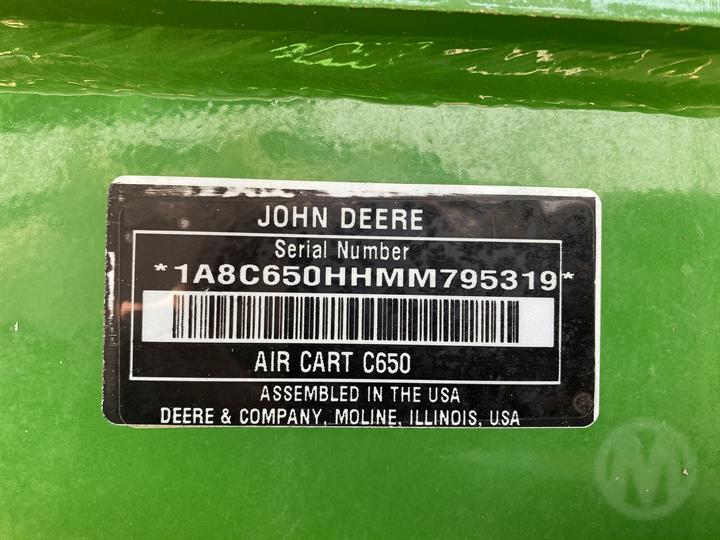 JOHN DEERE
Serial Number
*1A8C650HHMM795319*
AIR CART C650
ASSEMBLED IN THE USA
DEERE & COMPANY, MOLINE, ILLINOIS, USA
M